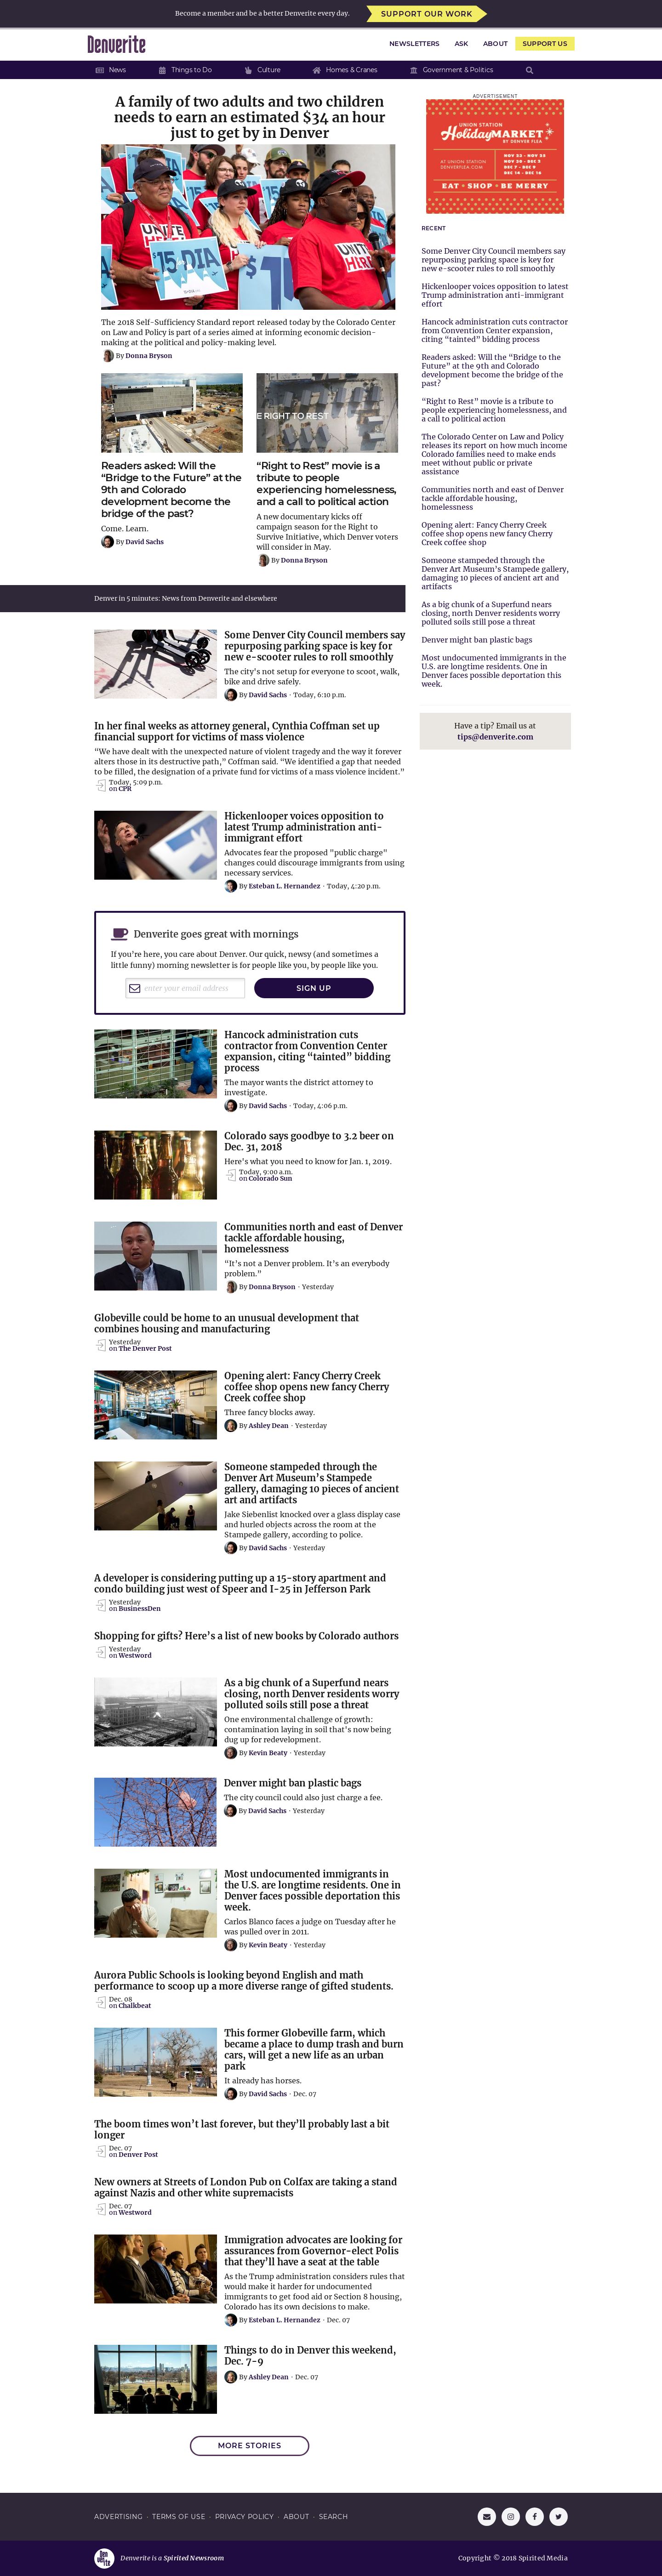 Become a member and be a better Denverite every day.
SUPPORT OUR WORK
Denverite
NEWSLETTERS
ASK
ABOUT
SUPPORT US
News
Things to Do
Culture
Homes & Cranes
Government & Politics
A family of two adults and two children
needs to earn an estimated $34 an hour
just to get by in Denver
The 2018 Self-Sufficiency Standard report released today by the Colorado Center
on Law and Policy is part of a series aimed at informing economic decision-
making at the political and policy-making level.
By Donna Bryson
Readers asked: Will the
“Bridge to the Future” at the
9th and Colorado
development become the
bridge of the past?
Come. Learn.
By David Sachs
E RIGHT TO REST
“Right to Rest” movie is a
tribute to people
experiencing homelessness,
and a call to political action
A new documentary kicks off
campaign season for the Right to
Survive Initiative, which Denver voters
will consider in May.
By Donna Bryson
Denver in 5 minutes: News from Denverite and elsewhere
Some Denver City Council members say
repurposing parking space is key for
new e-scooter rules to roll smoothly
The city's not setup for everyone to scoot, walk,
bike and drive safely.
By David Sachs · Today, 6:10 p.m.
In her final weeks as attorney general, Cynthia Coffman set up
financial support for victims of mass violence
“We have dealt with the unexpected nature of violent tragedy and the way it forever
alters those in its destructive path,” Coffman said. “We identified a gap that needed
to be filled, the designation of a private fund for victims of a mass violence incident.”
Today, 5:09 p.m.
on CPR
Hickenlooper voices opposition to
latest Trump administration anti-
immigrant effort
Advocates fear the proposed "public charge"
changes could discourage immigrants from using
necessary services.
By Esteban L. Hernandez · Today, 4:20 p.m.
Denverite goes great with mornings
If you’re here, you care about Denver. Our quick, newsy (and sometimes a
little funny) morning newsletter is for people like you, by people like you.
enter your email address
SIGN UP
Hancock administration cuts
contractor from Convention Center
expansion, citing “tainted” bidding
process
The mayor wants the district attorney to
investigate.
By David Sachs · Today, 4:06 p.m.
Colorado says goodbye to 3.2 beer on
Dec. 31, 2018
Here's what you need to know for Jan. 1, 2019.
Today, 9:00 a.m.
on Colorado Sun
Communities north and east of Denver
tackle affordable housing,
homelessness
“It’s not a Denver problem. It’s an everybody
problem.”
By Donna Bryson · Yesterday
Globeville could be home to an unusual development that
combines housing and manufacturing
Yesterday
on The Denver Post
Opening alert: Fancy Cherry Creek
coffee shop opens new fancy Cherry
Creek coffee shop
Three fancy blocks away.
By Ashley Dean · Yesterday
Someone stampeded through the
Denver Art Museum’s Stampede
gallery, damaging 10 pieces of ancient
art and artifacts
Jake Siebenlist knocked over a glass display case
and hurled objects across the room at the
Stampede gallery, according to police.
By David Sachs · Yesterday
A developer is considering putting up a 15-story apartment and
condo building just west of Speer and I-25 in Jefferson Park
Yesterday
on BusinessDen
Shopping for gifts? Here’s a list of new books by Colorado authors
Yesterday
on Westword
As a big chunk of a Superfund nears
closing, north Denver residents worry
polluted soils still pose a threat
One environmental challenge of growth:
contamination laying in soil that's now being
dug up for redevelopment.
By Kevin Beaty · Yesterday
Denver might ban plastic bags
The city council could also just charge a fee.
By David Sachs · Yesterday
Most undocumented immigrants in
the U.S. are longtime residents. One in
Denver faces possible deportation this
week.
Carlos Blanco faces a judge on Tuesday after he
was pulled over in 2011.
By Kevin Beaty · Yesterday
Aurora Public Schools is looking beyond English and math
performance to scoop up a more diverse range of gifted students.
Dec. 08
on Chalkbeat
This former Globeville farm, which
became a place to dump trash and burn
cars, will get a new life as an urban
park
It already has horses.
By David Sachs · Dec. 07
The boom times won’t last forever, but they’ll probably last a bit
longer
Dec. 07
on Denver Post
New owners at Streets of London Pub on Colfax are taking a stand
against Nazis and other white supremacists
Dec. 07
on Westword
Immigration advocates are looking for
assurances from Governor-elect Polis
that they’ll have a seat at the table
As the Trump administration considers rules that
would make it harder for undocumented
immigrants to get food aid or Section 8 housing,
Colorado has its own decisions to make.
By Esteban L. Hernandez · Dec. 07
Things to do in Denver this weekend,
Dec. 7-9
By Ashley Dean · Dec. 07
MORE STORIES
ADVERTISEMENT
UNION STATION
Holiday MARKET
BY DENVER FLEA
AT UNION STATION
DENVERFLEA.COM
NOV 23 - NOV 25
NOV 30 - DEC 2
DEC 7 - DEC 9
DEC 14 - DEC 16
EAT • SHOP • BE MERRY
RECENT
Some Denver City Council members say
repurposing parking space is key for
new e-scooter rules to roll smoothly
Hickenlooper voices opposition to latest
Trump administration anti-immigrant
effort
Hancock administration cuts contractor
from Convention Center expansion,
citing “tainted” bidding process
Readers asked: Will the “Bridge to the
Future” at the 9th and Colorado
development become the bridge of the
past?
“Right to Rest” movie is a tribute to
people experiencing homelessness, and
a call to political action
The Colorado Center on Law and Policy
releases its report on how much income
Colorado families need to make ends
meet without public or private
assistance
Communities north and east of Denver
tackle affordable housing,
homelessness
Opening alert: Fancy Cherry Creek
coffee shop opens new fancy Cherry
Creek coffee shop
Someone stampeded through the
Denver Art Museum’s Stampede gallery,
damaging 10 pieces of ancient art and
artifacts
As a big chunk of a Superfund nears
closing, north Denver residents worry
polluted soils still pose a threat
Denver might ban plastic bags
Most undocumented immigrants in the
U.S. are longtime residents. One in
Denver faces possible deportation this
week.
Have a tip? Email us at
tips@denverite.com
ADVERTISING · TERMS OF USE · PRIVACY POLICY · ABOUT · SEARCH
Denverite is a Spirited Newsroom
Copyright © 2018 Spirited Media